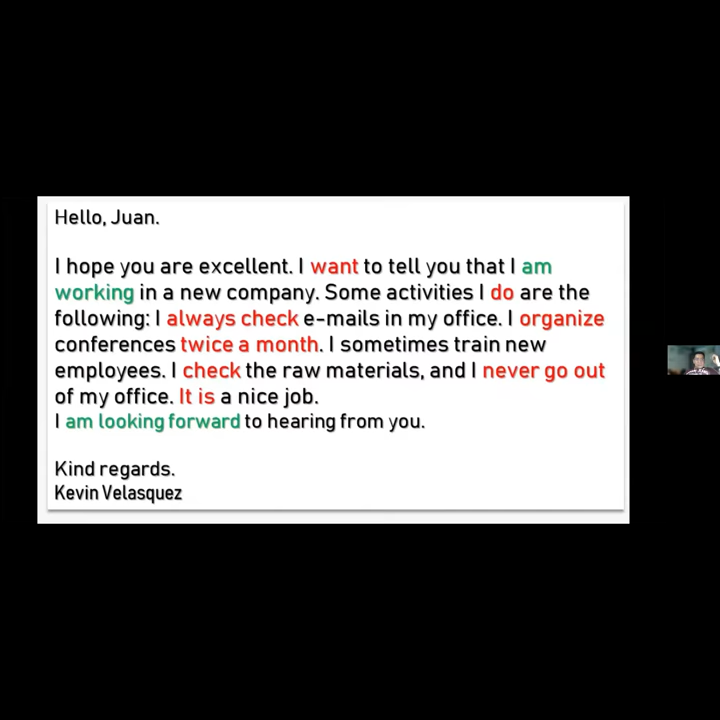 Hello, Juan.
I hope you are excellent. I want to tell you that I am
working in a new company. Some activities I do are the
following: I always check e-mails in my office. I organize
conferences twice a month. I sometimes train new
employees. I check the raw materials, and I never go out
of my office. It is a nice job.
I am looking forward to hearing from you.
Kind regards.
Kevin Velasquez